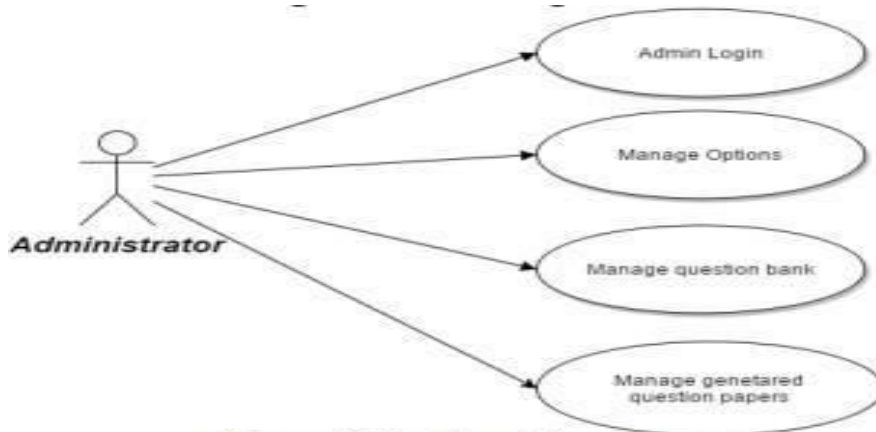 Admin Login
Manage Options
Administrator
Manage question bank
Manage genetared
question papers